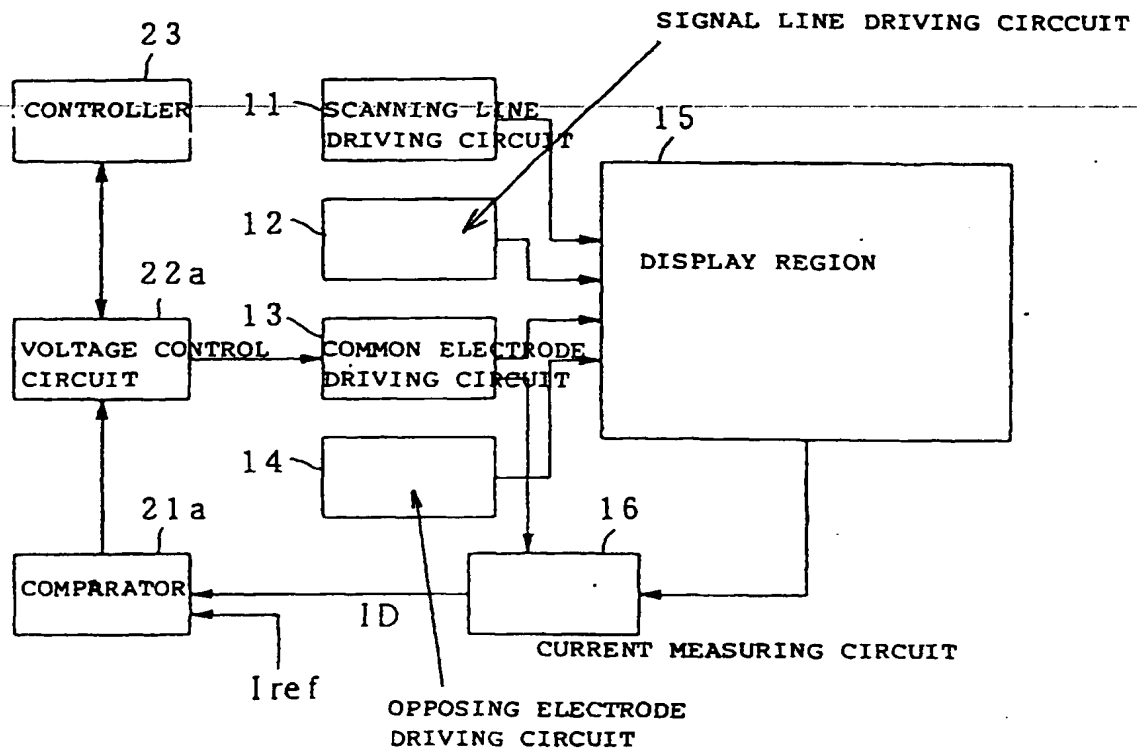 SIGNAL LINE DRIVING CIRCCUIT
23
CONTROLLER
11
SCANNING LINE
DRIVING CIRCUIT
15
12
DISPLAY REGION
22a
13
VOLTAGE CONTROL
CIRCUIT
COMMON ELECTRODE
DRIVING CIRCUIT
14
21a
16
COMPARATOR
ID
CURRENT MEASURING CIRCUIT
Iref
OPPOSING ELECTRODE
DRIVING CIRCUIT